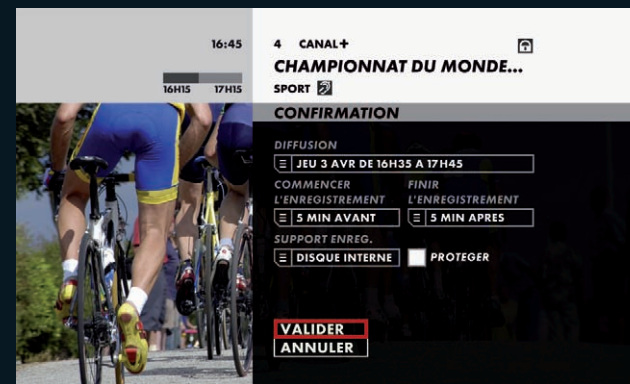 16:45
16H15 17H15
4 CANAL+
CHAMPIONNAT DU MONDE...
SPORT
CONFIRMATION
DIFFUSION
JEU 3 AVR DE 16H35 A 17H45
COMMENCER L'ENREGISTREMENT
5 MIN AVANT
FINIR L'ENREGISTREMENT
5 MIN APRES
SUPPORT ENREG.
DISQUE INTERNE
PROTEGER
VALIDER
ANNULER